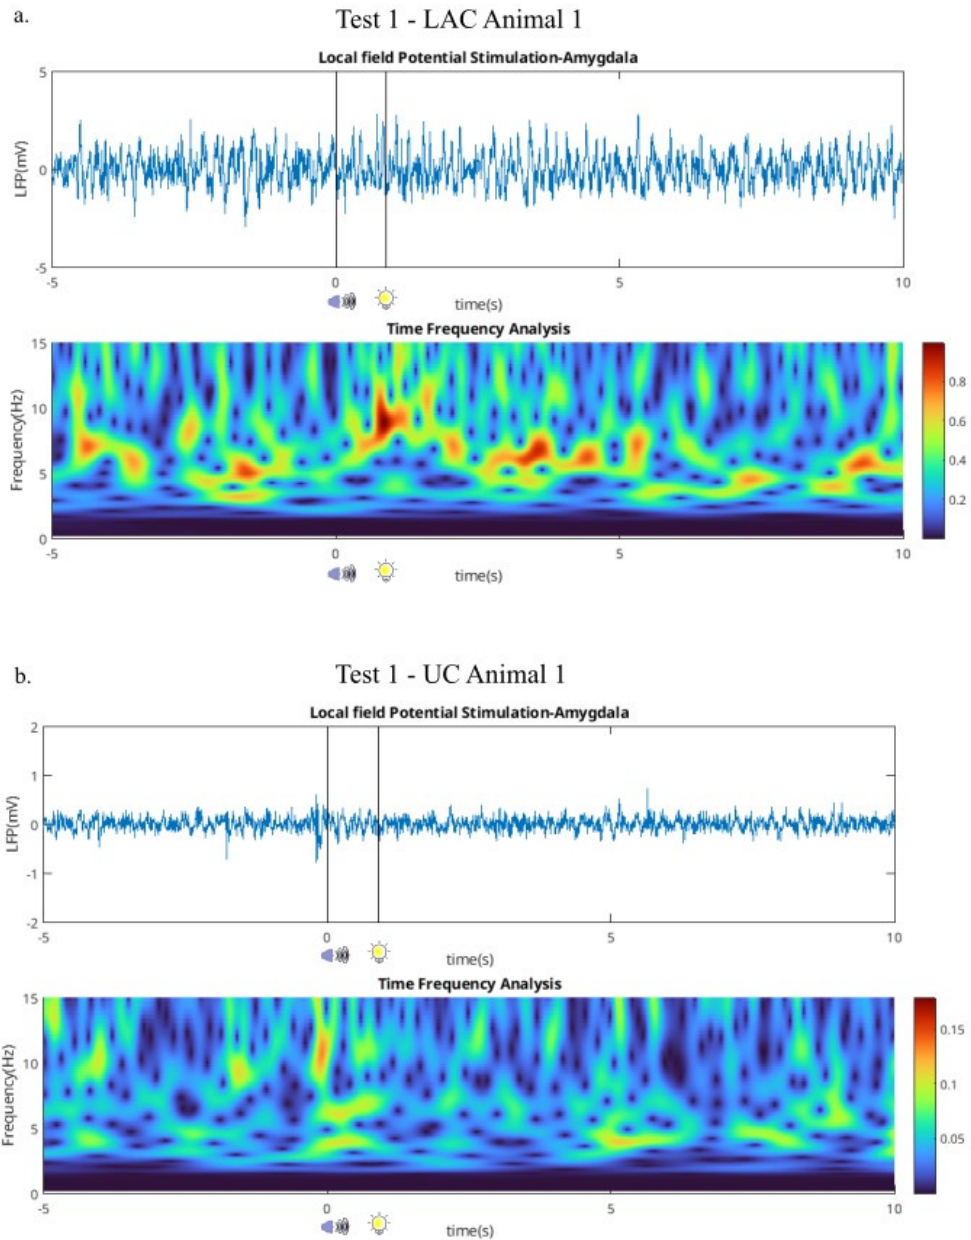 a.
Test 1 - LAC Animal 1
Local field Potential Stimulation-Amygdala
5
0
-5
LFP(mV)
-5
0
5
10
time(s)
Time Frequency Analysis
15
10
5
0
Frequency(Hz)
0.8
0.6
0.4
0.2
-5
0
5
10
time(s)
b.
Test 1 - UC Animal 1
Local field Potential Stimulation-Amygdala
2
1
0
-1
-2
LFP(mV)
-5
0
5
10
time(s)
Time Frequency Analysis
15
10
5
0
Frequency(Hz)
0.15
0.1
0.05
-5
0
5
10
time(s)